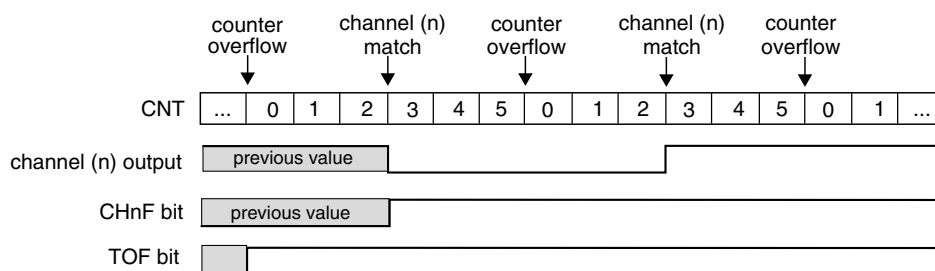 counter overflow
channel (n) match
counter overflow
channel (n) match
counter overflow
CNT ... 0 1 2 3 4 5 0 1 2 3 4 5 0 1 ...
channel (n) output previous value
CHnF bit previous value
TOF bit